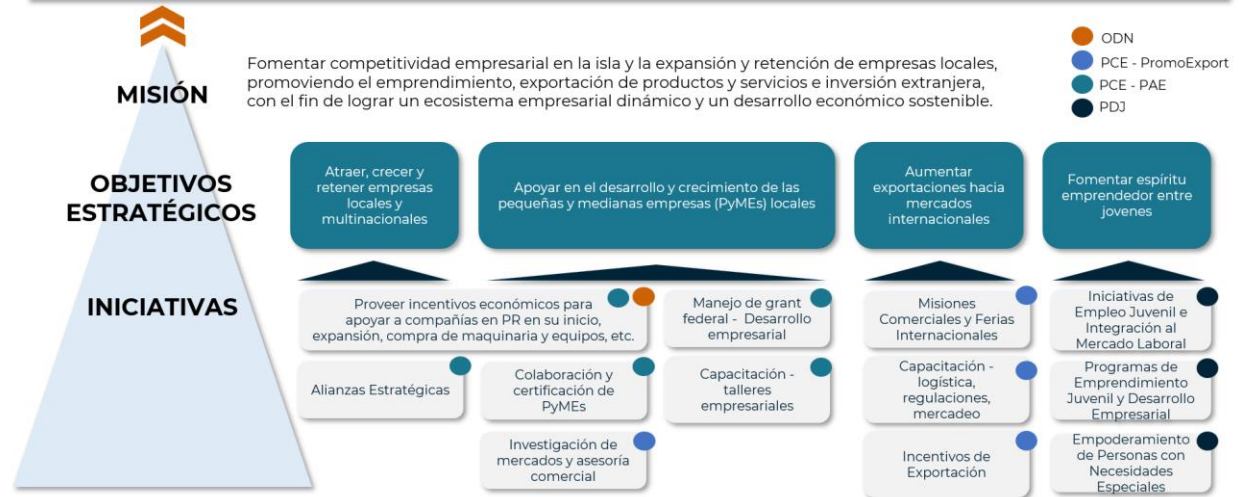 MISIÓN
Fomentar competitividad empresarial en la isla y la expansión y retención de empresas locales,
promoviendo el emprendimiento, exportación de productos y servicios e inversión extranjera,
con el fin de lograr un ecosistema empresarial dinámico y un desarrollo económico sostenible.
ODN
PCE - PromoExport
PCE - PAE
PDJ
OBJETIVOS
ESTRATÉGICOS
Atraer, crecer y
retener empresas
locales y
multinacionales
Apoyar en el desarrollo y crecimiento de las
pequeñas y medianas empresas (PyMEs) locales
Aumentar
exportaciones hacia
mercados
internacionales
Fomentar espíritu
emprendedor entre
jovenes
INICIATIVAS
Proveer incentivos económicos para
apoyar a compañías en PR en su inicio,
expansión, compra de maquinaria y equipos, etc.
Manejo de grant
federal - Desarrollo
empresarial
Misiones
Comerciales y Ferias
Internacionales
Iniciativas de
Empleo Juvenil e
Integración al
Mercado Laboral
Alianzas Estratégicas
Colaboración y
certificación de
PyMEs
Capacitación -
talleres
empresariales
Capacitación -
logística,
regulaciones,
mercadeo
Programas de
Emprendimiento
Juvenil y Desarrollo
Empresarial
Investigación de
mercados y asesoría
comercial
Incentivos de
Exportación
Empoderamiento
de Personas con
Necesidades
Especiales